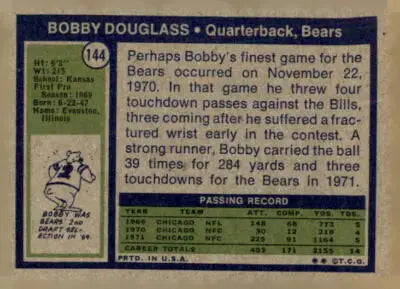 BOBBY DOUGLASS • Quarterback, Bears
144
Ht: 6'3"
Wt: 215
School: Kansas
First Pro
Season: 1969
Born: 6-22-47
Home: Evanston,
Illinois
Perhaps Bobby's finest game for the
Bears occurred on November 22,
1970. In that game he threw four
touchdown passes against the Bills,
three coming after he suffered a frac-
tured wrist early in the contest. A
strong runner, Bobby carried the ball
39 times for 284 yards and three
touchdowns for the Bears in 1971.
BOBBY WAS
BEARS 2ND
DRAFT SEL-
ECTION IN '69.
PASSING RECORD
YEAR TEAM ATT. COMP. YDS. TDS.
1969 CHICAGO NFL 148 68 773 5
1970 CHICAGO NFC 30 12 218 4
1971 CHICAGO NFC 225 91 1164 5
CAREER TOTALS 403 171 2155 14
PRTD. IN U.S.A. ** ©T.C.G.